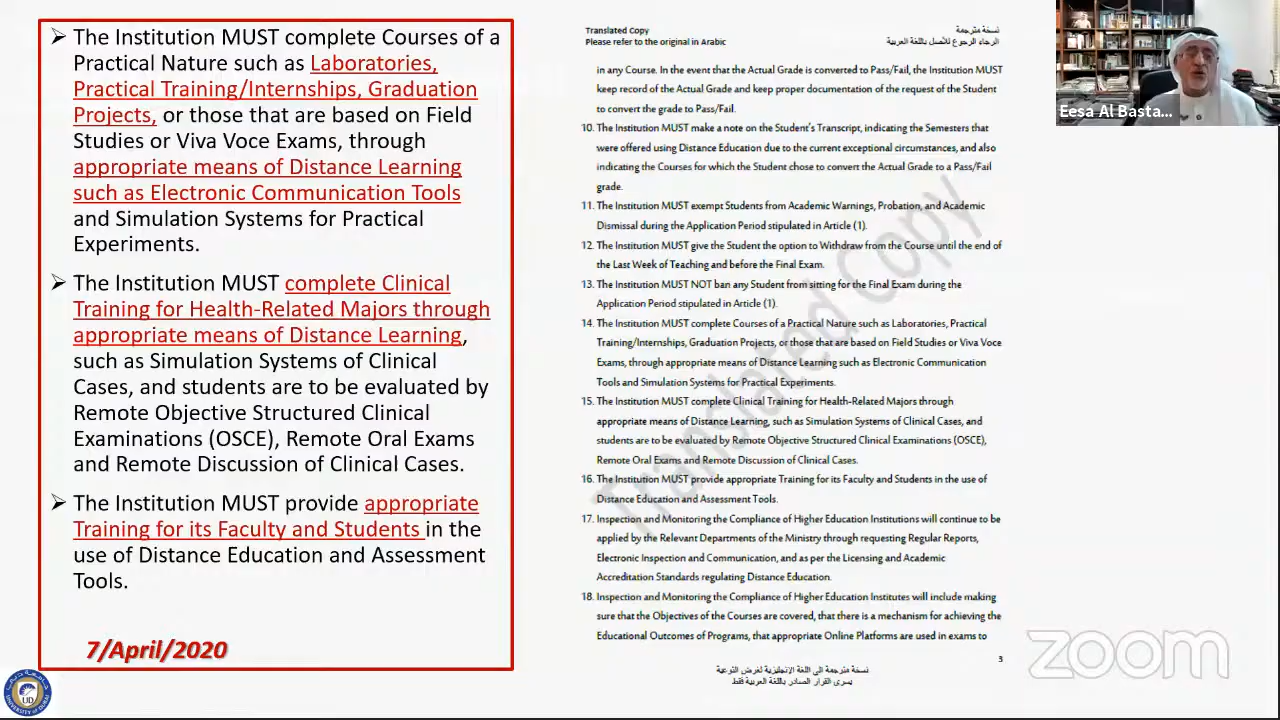 ➢ The Institution MUST complete Courses of a
Practical Nature such as Laboratories,
Practical Training/Internships, Graduation
Projects, or those that are based on Field
Studies or Viva Voce Exams, through
appropriate means of Distance Learning
such as Electronic Communication Tools
and Simulation Systems for Practical
Experiments.
➢ The Institution MUST complete Clinical
Training for Health-Related Majors through
appropriate means of Distance Learning,
such as Simulation Systems of Clinical
Cases, and students are to be evaluated by
Remote Objective Structured Clinical
Examinations (OSCE), Remote Oral Exams
and Remote Discussion of Clinical Cases.
➢ The Institution MUST provide appropriate
Training for its Faculty and Students in the
use of Distance Education and Assessment
Tools.
7/April/2020
Translated Copy
Please refer to the original in Arabic
نسخة مترجمة
الرجاء الرجوع للأصل باللغة العربية
in any Course. In the event that the Actual Grade is converted to Pass/Fail, the Institution MUST
keep record of the Actual Grade and keep proper documentation of the request of the Student
to convert the grade to Pass/Fail.
10. The Institution MUST make a note on the Student's Transcript, indicating the Semesters that
were offered using Distance Education due to the current exceptional circumstances, and also
indicating the Courses for which the Student chose to convert the Actual Grade to a Pass/Fail
grade.
11. The Institution MUST exempt Students from Academic Warnings, Probation, and Academic
Dismissal during the Application Period stipulated in Article (1).
12. The Institution MUST give the Student the option to Withdraw from the Course until the end of
the Last Week of Teaching and before the Final Exam.
13. The Institution MUST NOT ban any Student from sitting for the Final Exam during the
Application Period stipulated in Article (1).
14. The Institution MUST complete Courses of a Practical Nature such as Laboratories, Practical
Training/Internships, Graduation Projects, or those that are based on Field Studies or Viva Voce
Exams, through appropriate means of Distance Learning such as Electronic Communication
Tools and Simulation Systems for Practical Experiments.
15. The Institution MUST complete Clinical Training for Health-Related Majors through
appropriate means of Distance Learning, such as Simulation Systems of Clinical Cases, and
students are to be evaluated by Remote Objective Structured Clinical Examinations (OSCE),
Remote Oral Exams and Remote Discussion of Clinical Cases.
16. The Institution MUST provide appropriate Training for its Faculty and Students in the use of
Distance Education and Assessment Tools.
17. Inspection and Monitoring the Compliance of Higher Education Institutions will continue to be
applied by the Relevant Departments of the Ministry through requesting Regular Reports,
Electronic Inspection and Communication, and as per the Licensing and Academic
Accreditation Standards regulating Distance Education.
18. Inspection and Monitoring the Compliance of Higher Education Institutes will include making
sure that the Objectives of the Courses are covered, that there is a mechanism for achieving the
Educational Outcomes of Programs, that appropriate Online Platforms are used in exams to
3
نسخة مترجمة الى اللغة الإنجليزية لغرض التوعية
يسرى القرار الصادر باللغة العربية فقط
Translated Copy
Eesa Al Basta...
zoom
UD
UNIVERSITY OF DUBAI